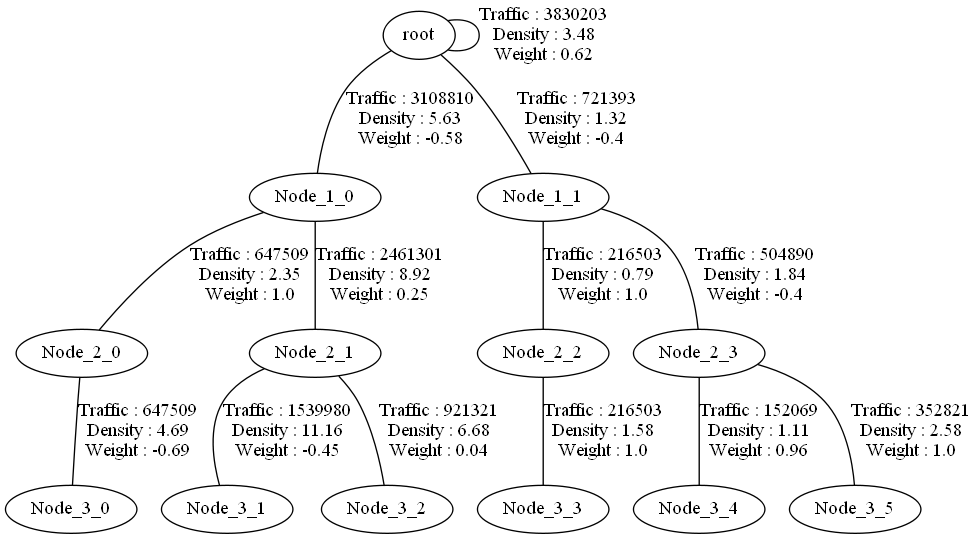 root
Traffic : 3830203
Density : 3.48
Weight : 0.62
Traffic : 3108810
Density : 5.63
Weight : -0.58
Traffic : 721393
Density : 1.32
Weight : -0.4
Node_1_0
Node_1_1
Traffic : 647509
Density : 2.35
Weight : 1.0
Traffic : 2461301
Density : 8.92
Weight : 0.25
Traffic : 216503
Density : 0.79
Weight : 1.0
Traffic : 504890
Density : 1.84
Weight : -0.4
Node_2_0
Node_2_1
Node_2_2
Node_2_3
Traffic : 647509
Density : 4.69
Weight : -0.69
Traffic : 1539980
Density : 11.16
Weight : -0.45
Traffic : 921321
Density : 6.68
Weight : 0.04
Traffic : 216503
Density : 1.58
Weight : 1.0
Traffic : 152069
Density : 1.11
Weight : 0.96
Traffic : 352821
Density : 2.58
Weight : 1.0
Node_3_0
Node_3_1
Node_3_2
Node_3_3
Node_3_4
Node_3_5